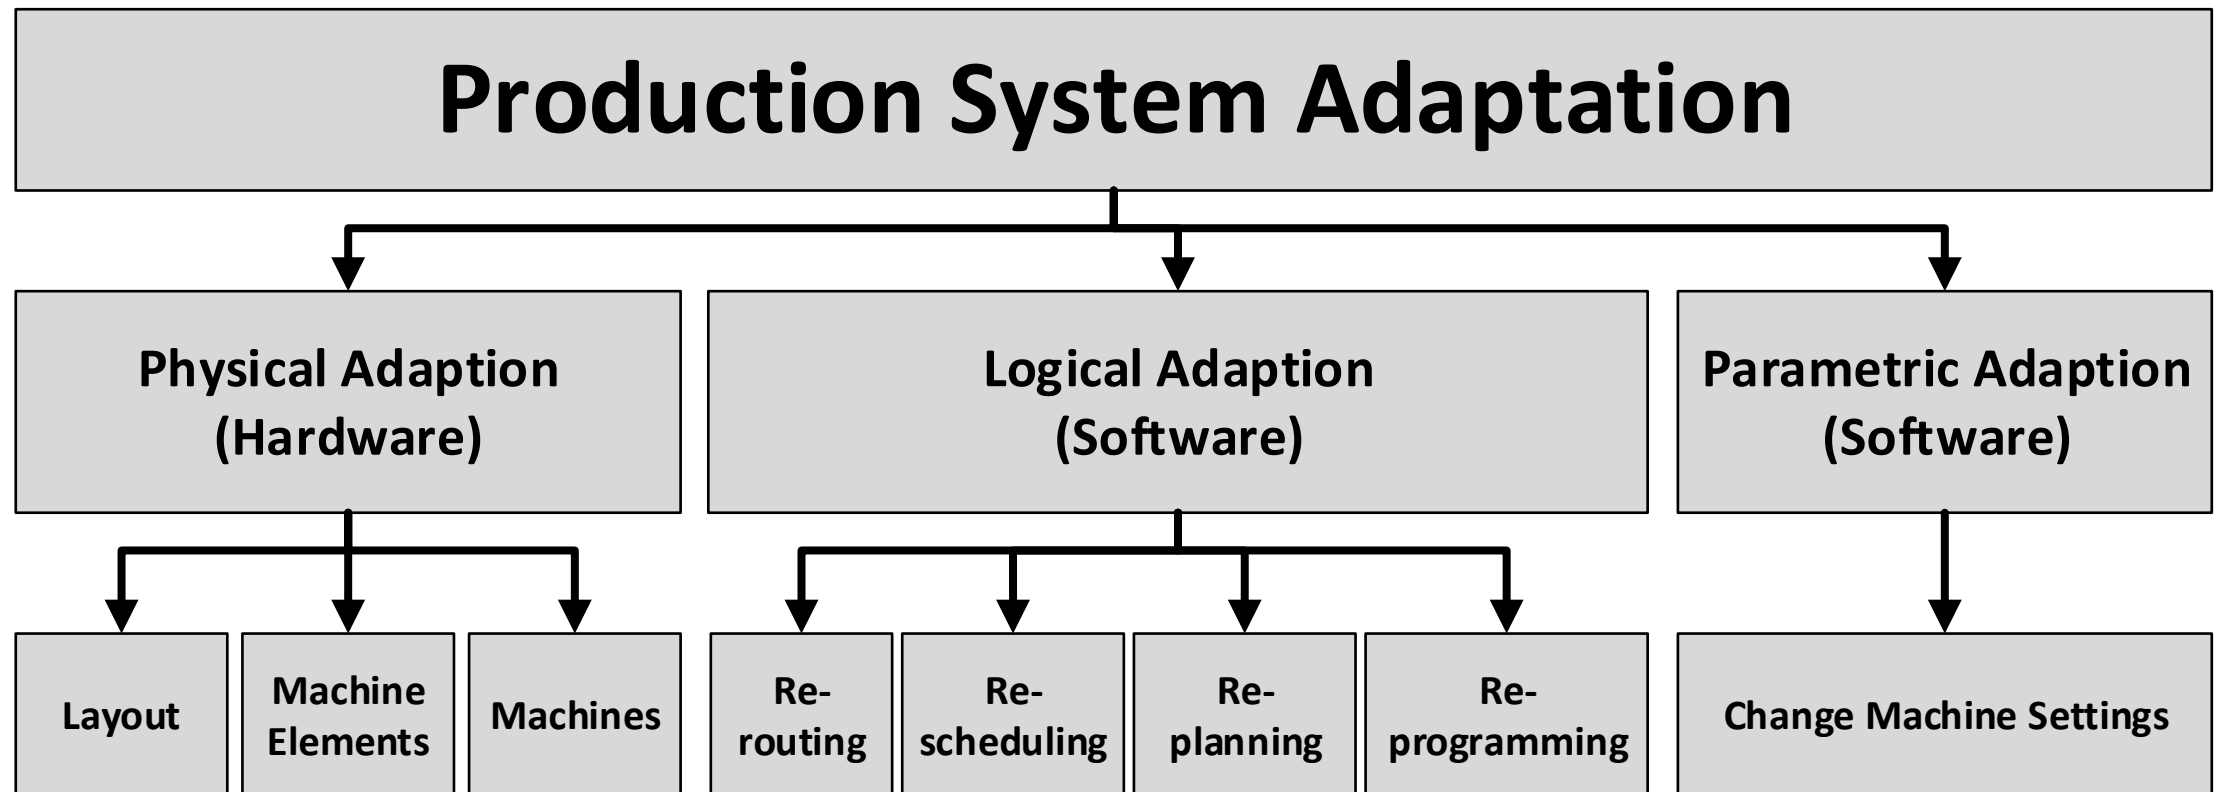 Production System Adaptation
Physical Adaption
(Hardware)
Logical Adaption
(Software)
Parametric Adaption
(Software)
Layout
Machine
Elements
Machines
Re-
routing
Re-
scheduling
Re-
planning
Re-
programming
Change Machine Settings